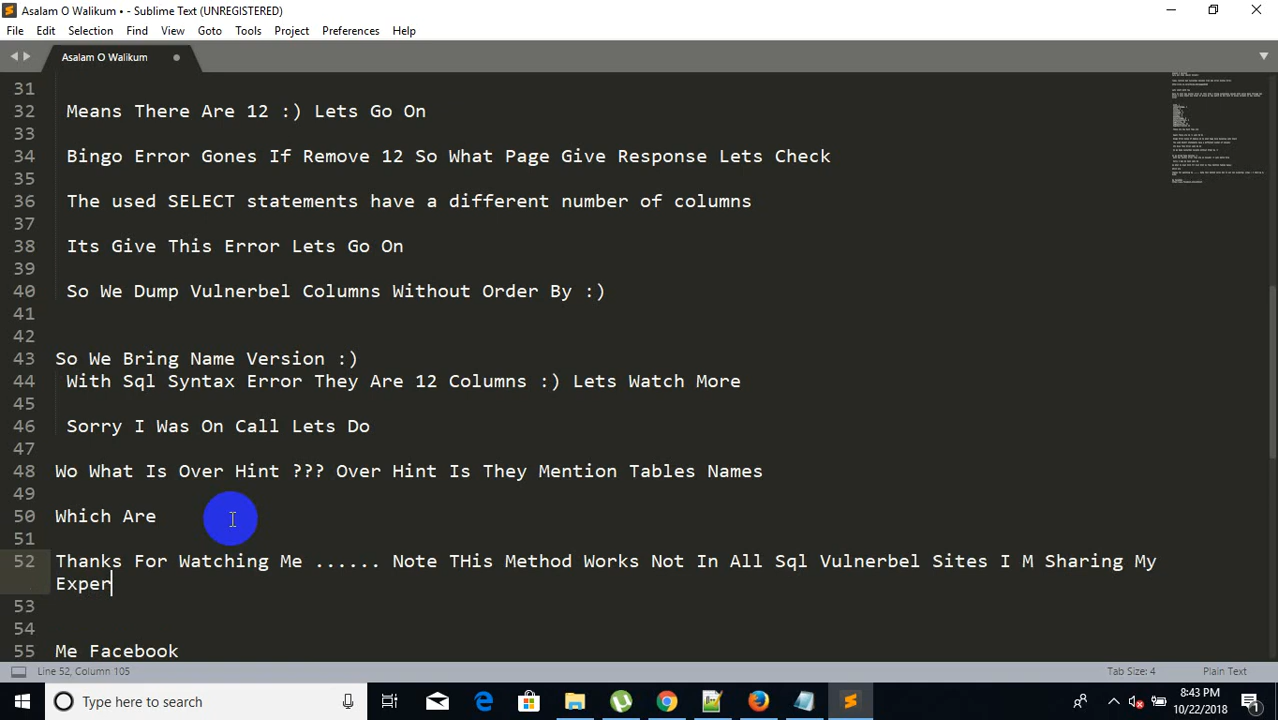 Asalam O Walikum • - Sublime Text (UNREGISTERED)
File Edit Selection Find View Goto Tools Project Preferences Help
Asalam O Walikum
31
32 Means There Are 12 :) Lets Go On
33
34 Bingo Error Gones If Remove 12 So What Page Give Response Lets Check
35
36 The used SELECT statements have a different number of columns
37
38 Its Give This Error Lets Go On
39
40 So We Dump Vulnerbel Columns Without Order By :)
41
42
43 So We Bring Name Version :)
44 With Sql Syntax Error They Are 12 Columns :) Lets Watch More
45
46 Sorry I Was On Call Lets Do
47
48 Wo What Is Over Hint ??? Over Hint Is They Mention Tables Names
49
50 Which Are
51
52 Thanks For Watching Me ...... Note THis Method Works Not In All Sql Vulnerbel Sites I M Sharing My
Exper
53
54
55 Me Facebook
Line 52, Column 105 Tab Size: 4 Plain Text
Type here to search 8:43 PM
10/22/2018